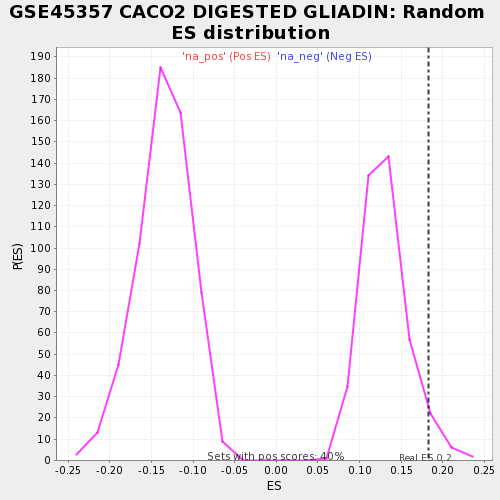 GSE45357 CACO2 DIGESTED GLIADIN: Random
ES distribution
'na_pos' (Pos ES) 'na_neg' (Neg ES)
P(ES)
190
180
170
160
150
140
130
120
110
100
90
80
70
60
50
40
30
20
10
0
Sets with pos scores: 40%
Real ES 0.2
-0.25 -0.20 -0.15 -0.10 -0.05 0.00 0.05 0.10 0.15 0.20 0.25
ES